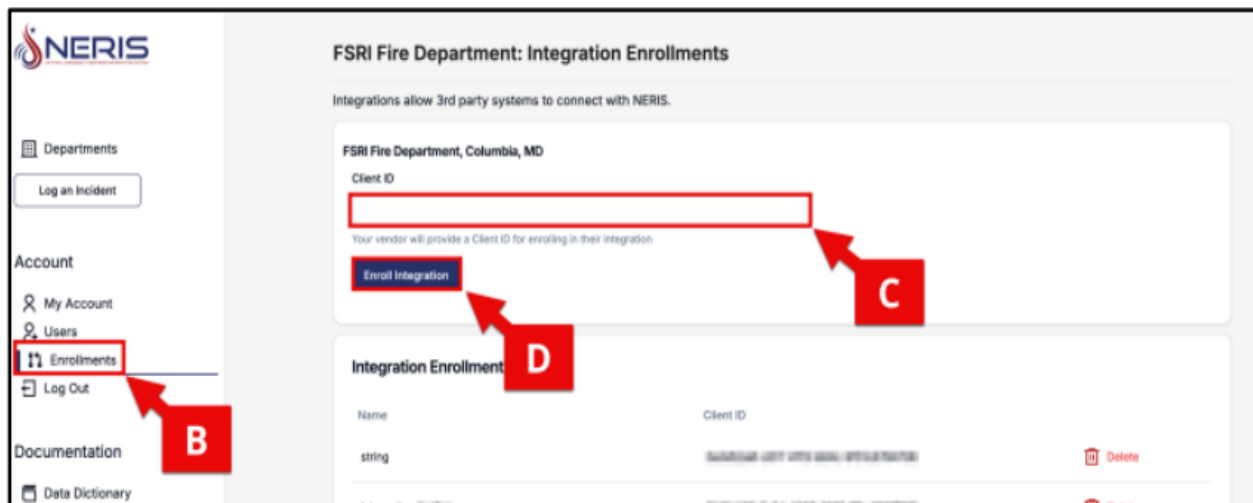 NERIS
FSRI Fire Department: Integration Enrollments
Integrations allow 3rd party systems to connect with NERIS.
Departments
Log an Incident
FSRI Fire Department, Columbia, MD
Client ID
Your vendor will provide a Client ID for enrolling in their integration
Enroll Integration
C
D
Account
My Account
Users
Enrollments
Log Out
B
Integration Enrollment
Name
Client ID
string
Delete
Documentation
Data Dictionary